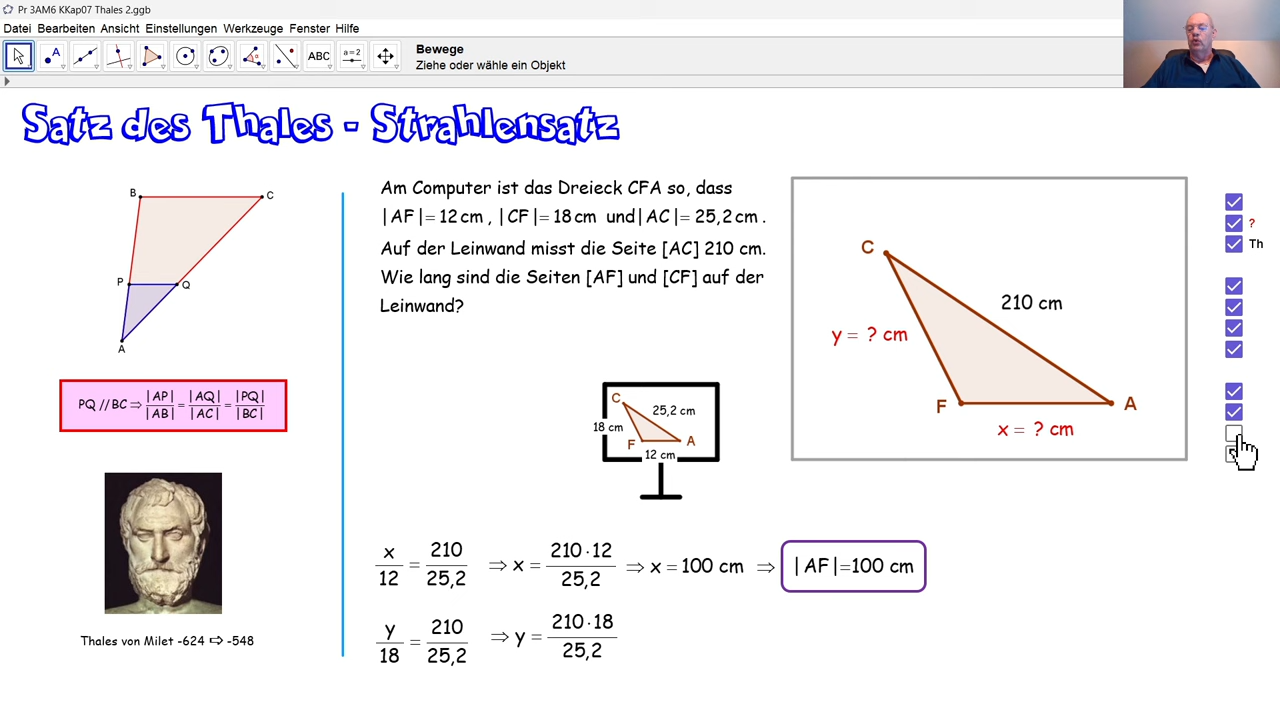 Pr 3AM6 KKap07 Thales 2.ggb
Datei Bearbeiten Ansicht Einstellungen Werkzeuge Fenster Hilfe
A ABC a=2
Bewege
Ziehe oder wähle ein Objekt
Satz des Thales - Strahlensatz
B C
P Q
A
PQ // BC ⇒ |AP|/|AB| = |AQ|/|AC| = |PQ|/|BC|
Thales von Milet -624 ⇨ -548
Am Computer ist das Dreieck CFA so, dass
|AF| = 12 cm , |CF| = 18 cm und |AC| = 25,2 cm .
Auf der Leinwand misst die Seite [AC] 210 cm.
Wie lang sind die Seiten [AF] und [CF] auf der
Leinwand?
C
25,2 cm
18 cm
F A
12 cm
C
210 cm
y = ? cm
F A
x = ? cm
?
Th
x/12 = 210/25,2 ⇒ x = 210·12/25,2 ⇒ x = 100 cm ⇒ |AF|=100 cm
y/18 = 210/25,2 ⇒ y = 210·18/25,2